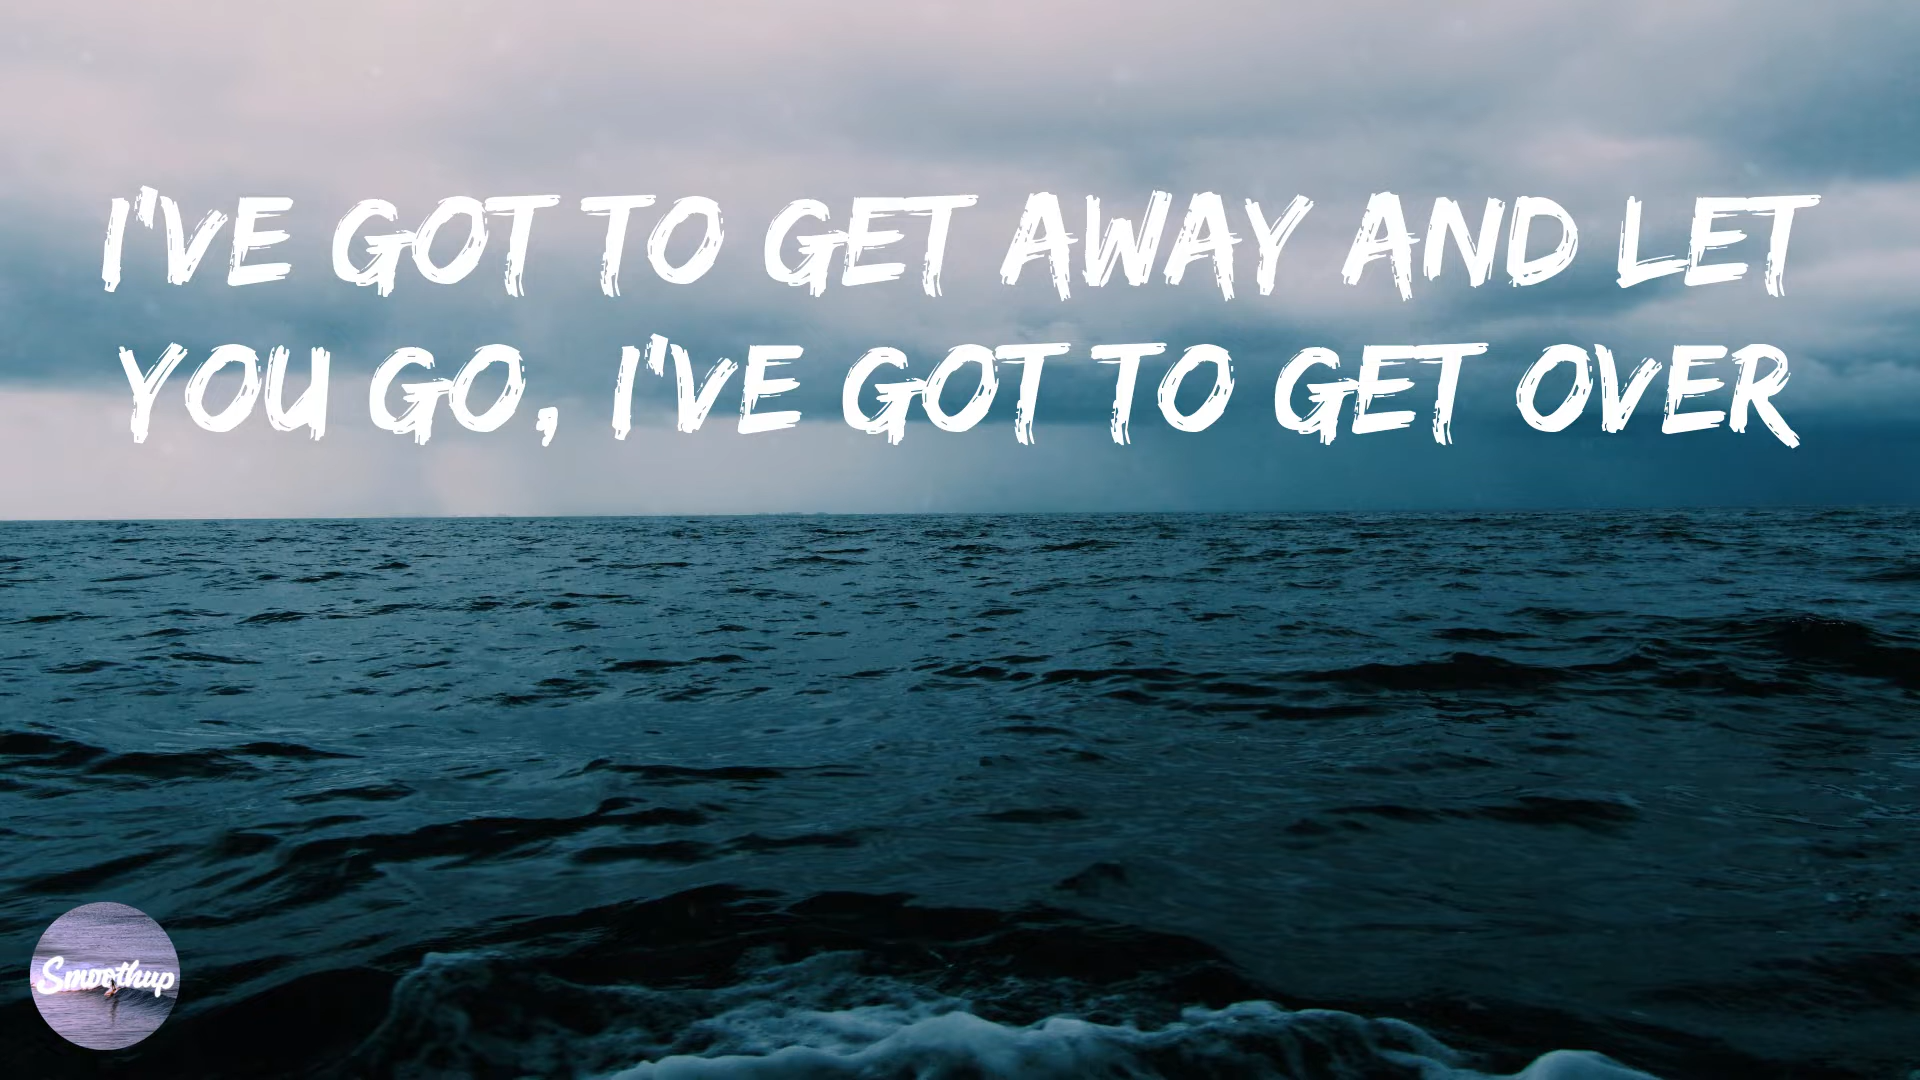 I'VE GOT TO GET AWAY AND LET
YOU GO, I'VE GOT TO GET OVER
Smoothup